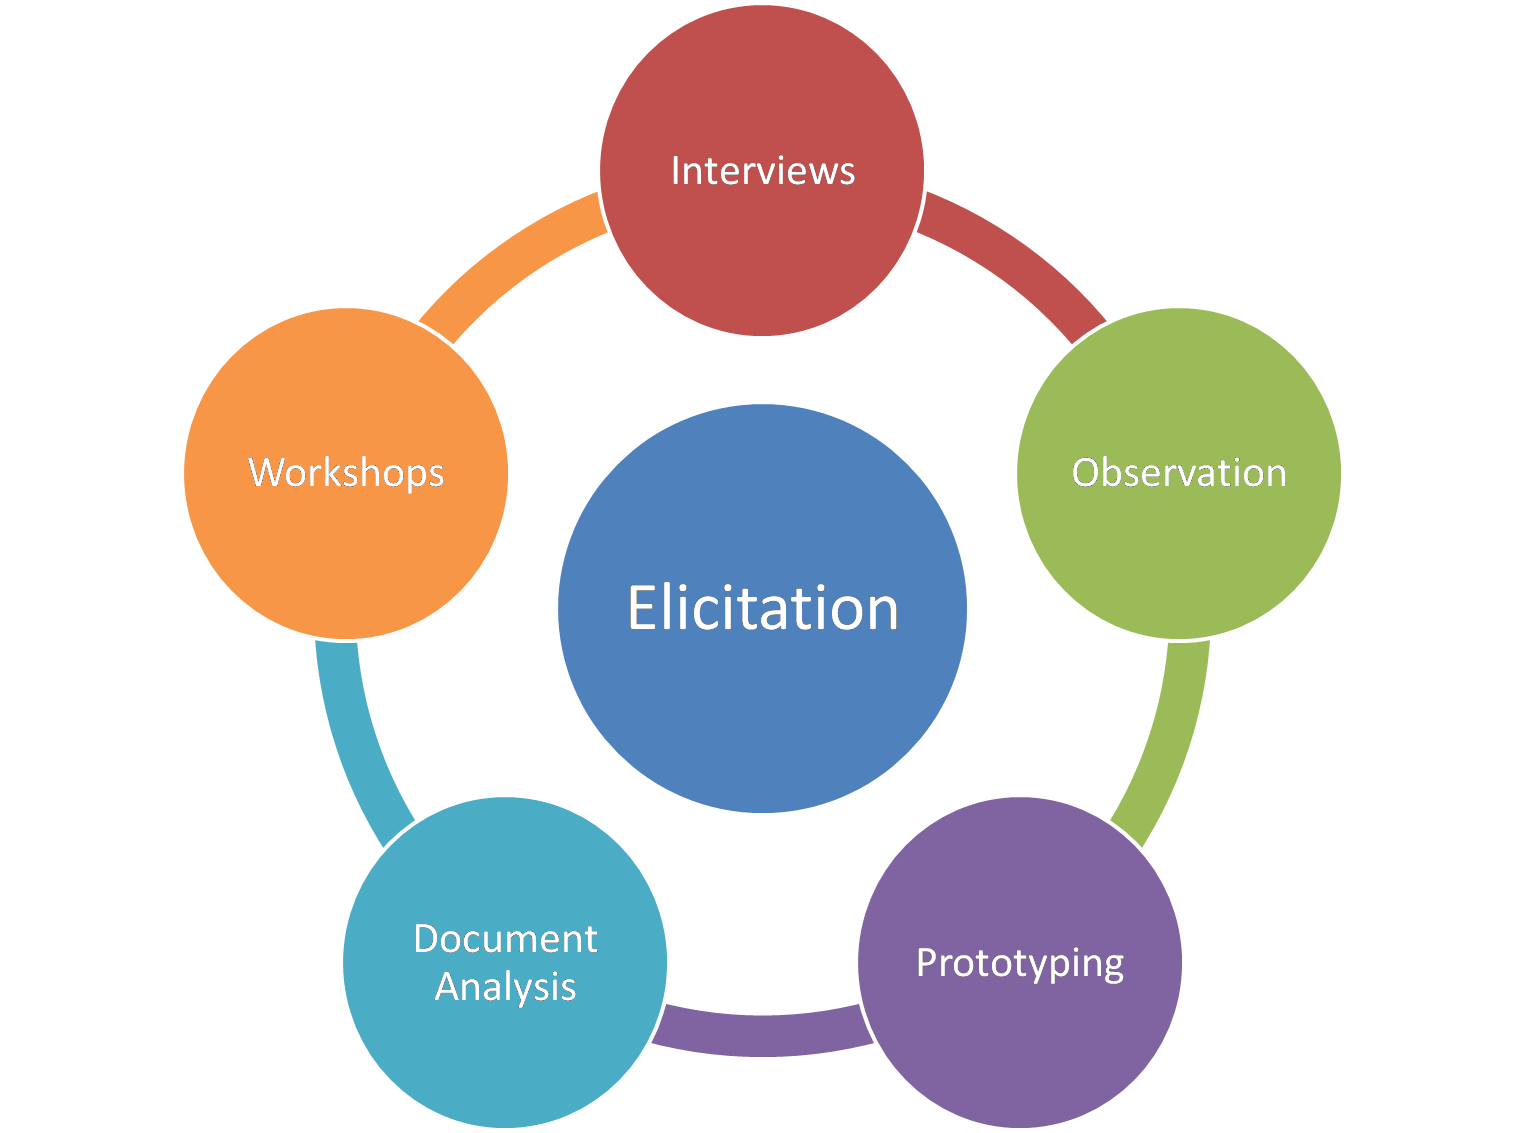 Interviews
Workshops
Observation
Elicitation
Document
Analysis
Prototyping